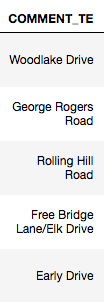 COMMENT_TE
Woodlake Drive
George Rogers
Road
Rolling Hill
Road
Free Bridge
Lane/Elk Drive
Early Drive